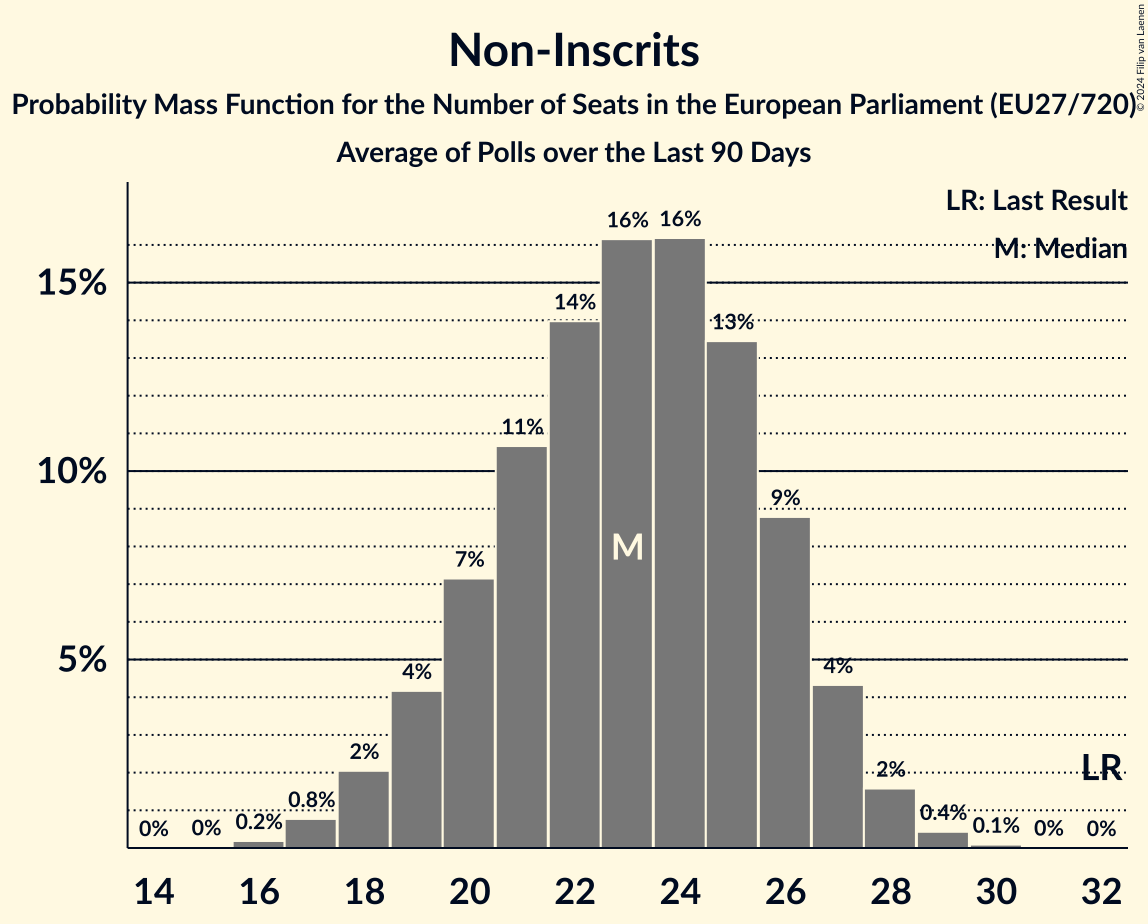 Non-Inscrits
Probability Mass Function for the Number of Seats in the European Parliament (EU27/720)
Average of Polls over the Last 90 Days
© 2024 Filip van Laenen
LR: Last Result
M: Median
15%
10%
5%
0%
0%
0.2%
0.8%
2%
4%
7%
11%
14%
16%
16%
13%
9%
4%
2%
0.4%
0.1%
0%
0%
M
LR
14 16 18 20 22 24 26 28 30 32